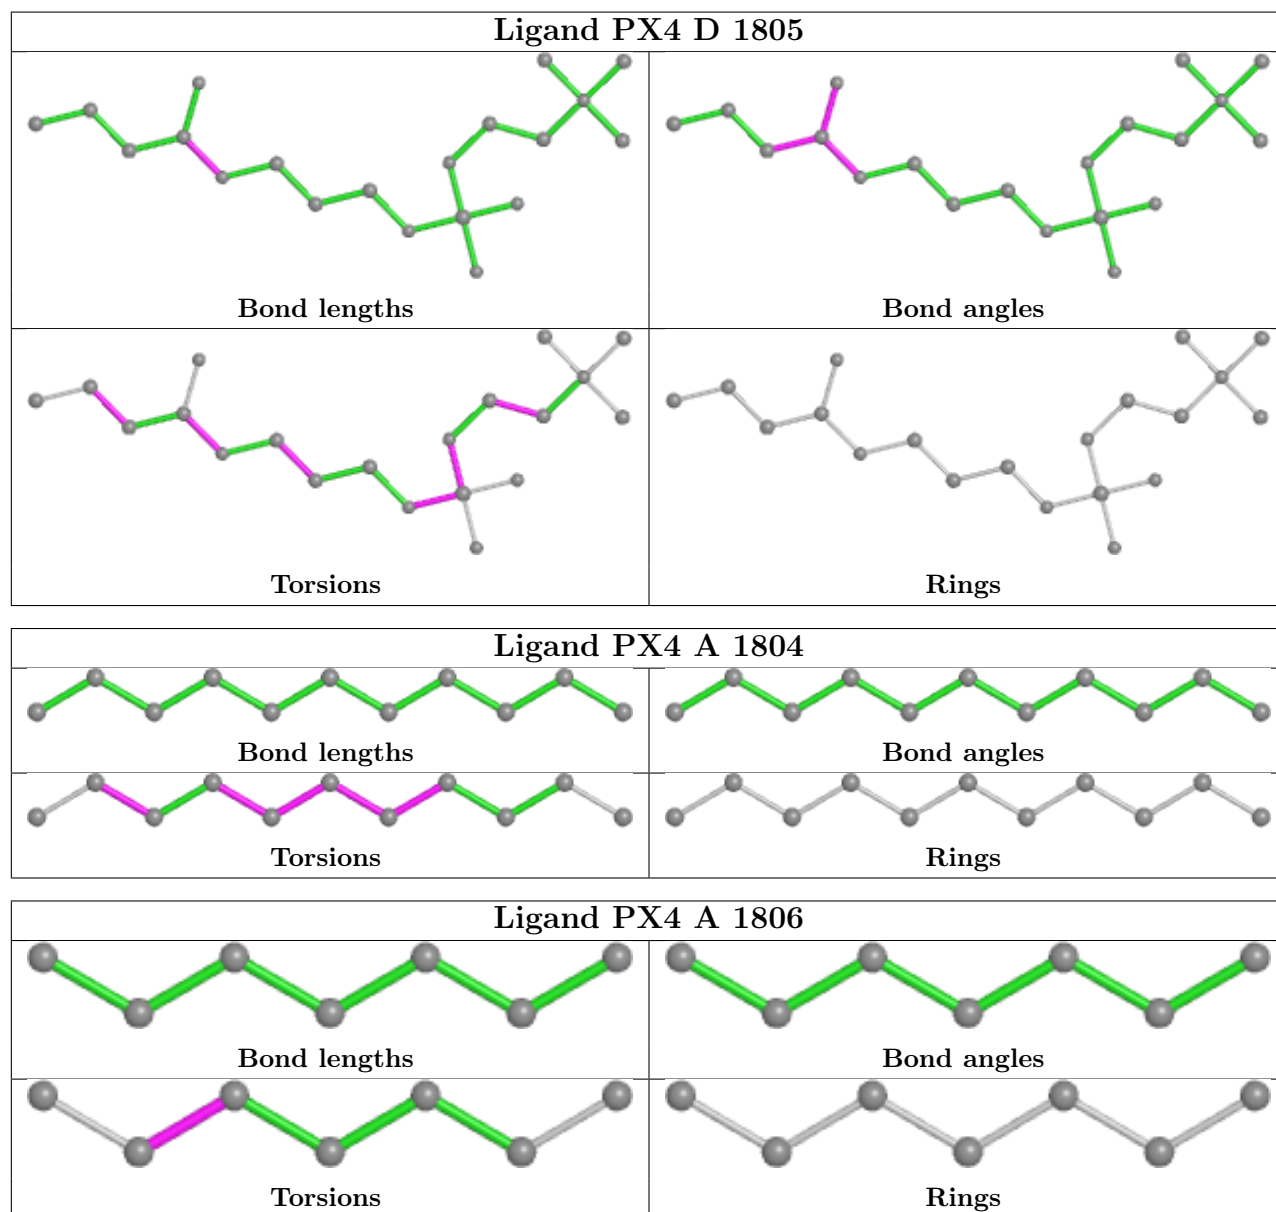 Ligand PX4 D 1805
Bond lengths
Bond angles
Torsions
Rings
Ligand PX4 A 1804
Bond lengths
Bond angles
Torsions
Rings
Ligand PX4 A 1806
Bond lengths
Bond angles
Torsions
Rings